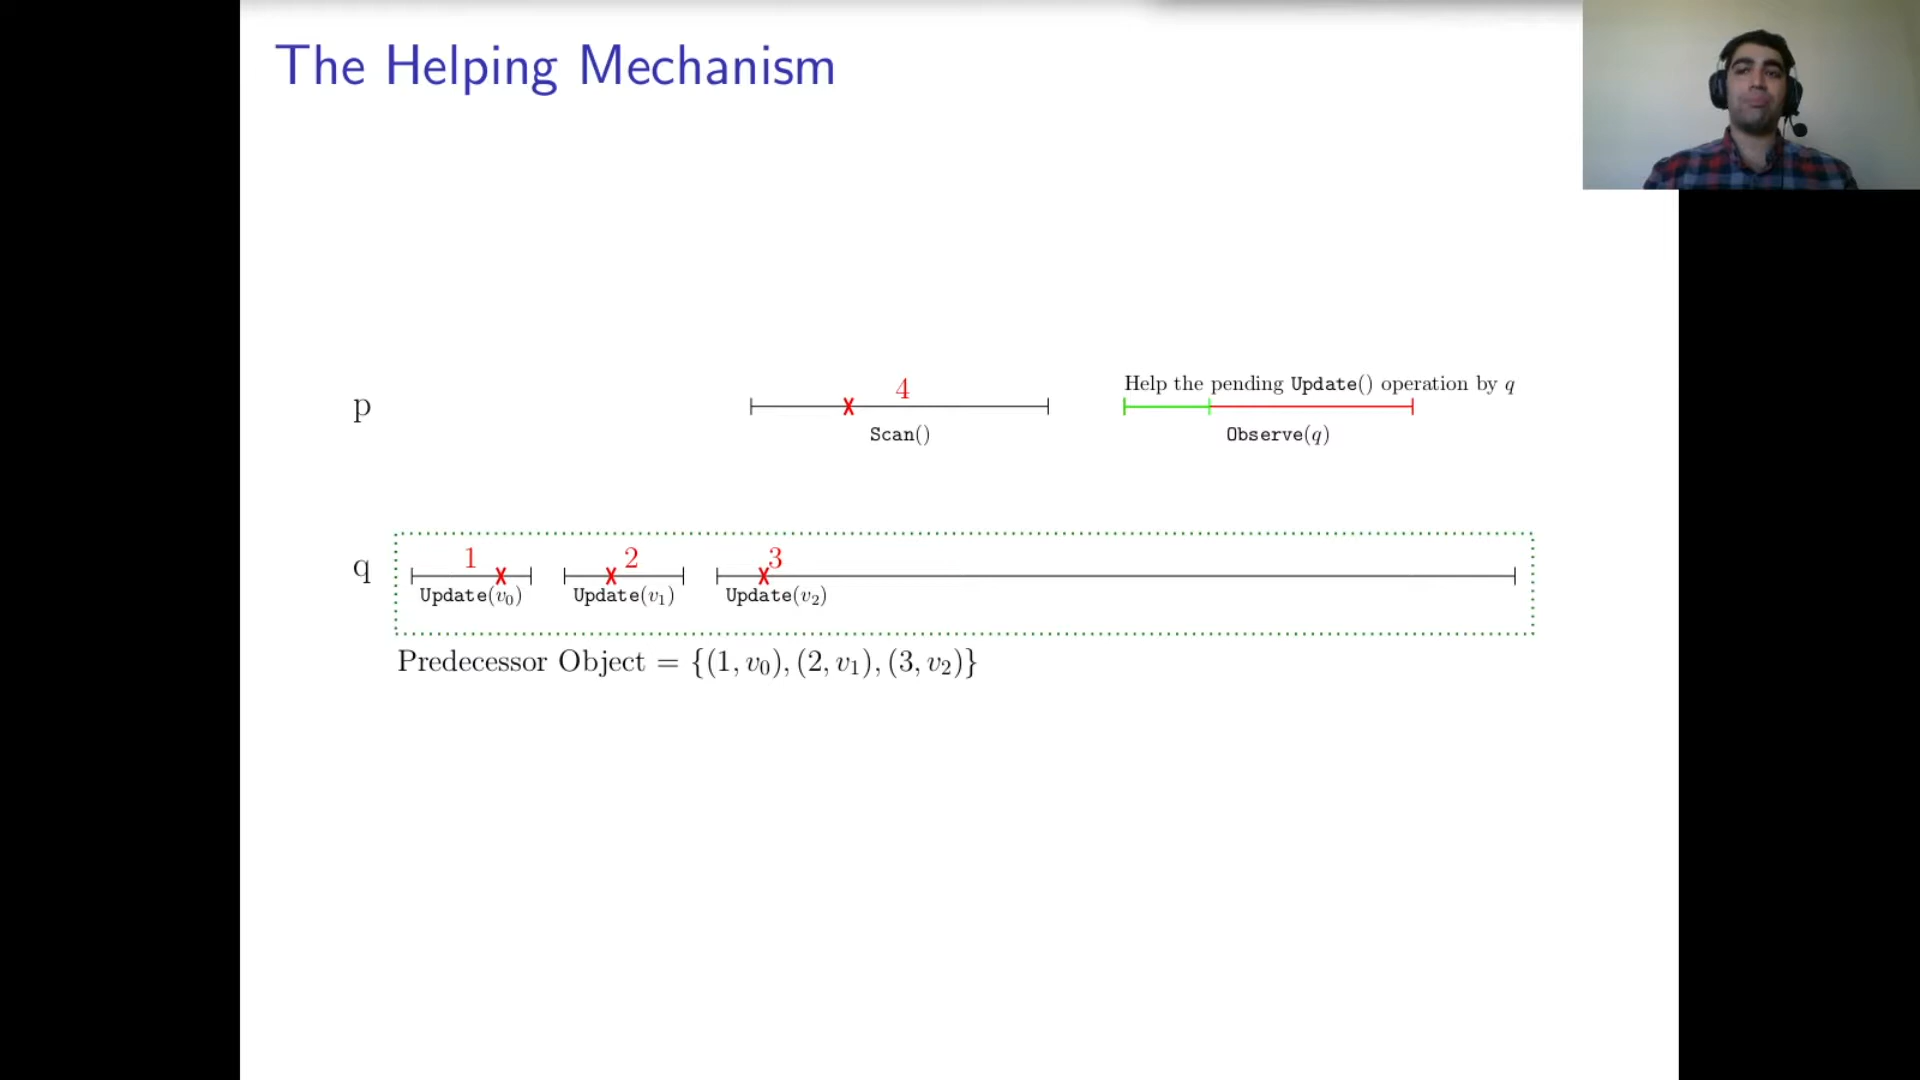 The Helping Mechanism
Help the pending Update() operation by q
p
4
Scan()
Observe(q)
q
1
2
3
Update(v₀)
Update(v₁)
Update(v₂)
Predecessor Object = {(1, v₀), (2, v₁), (3, v₂)}